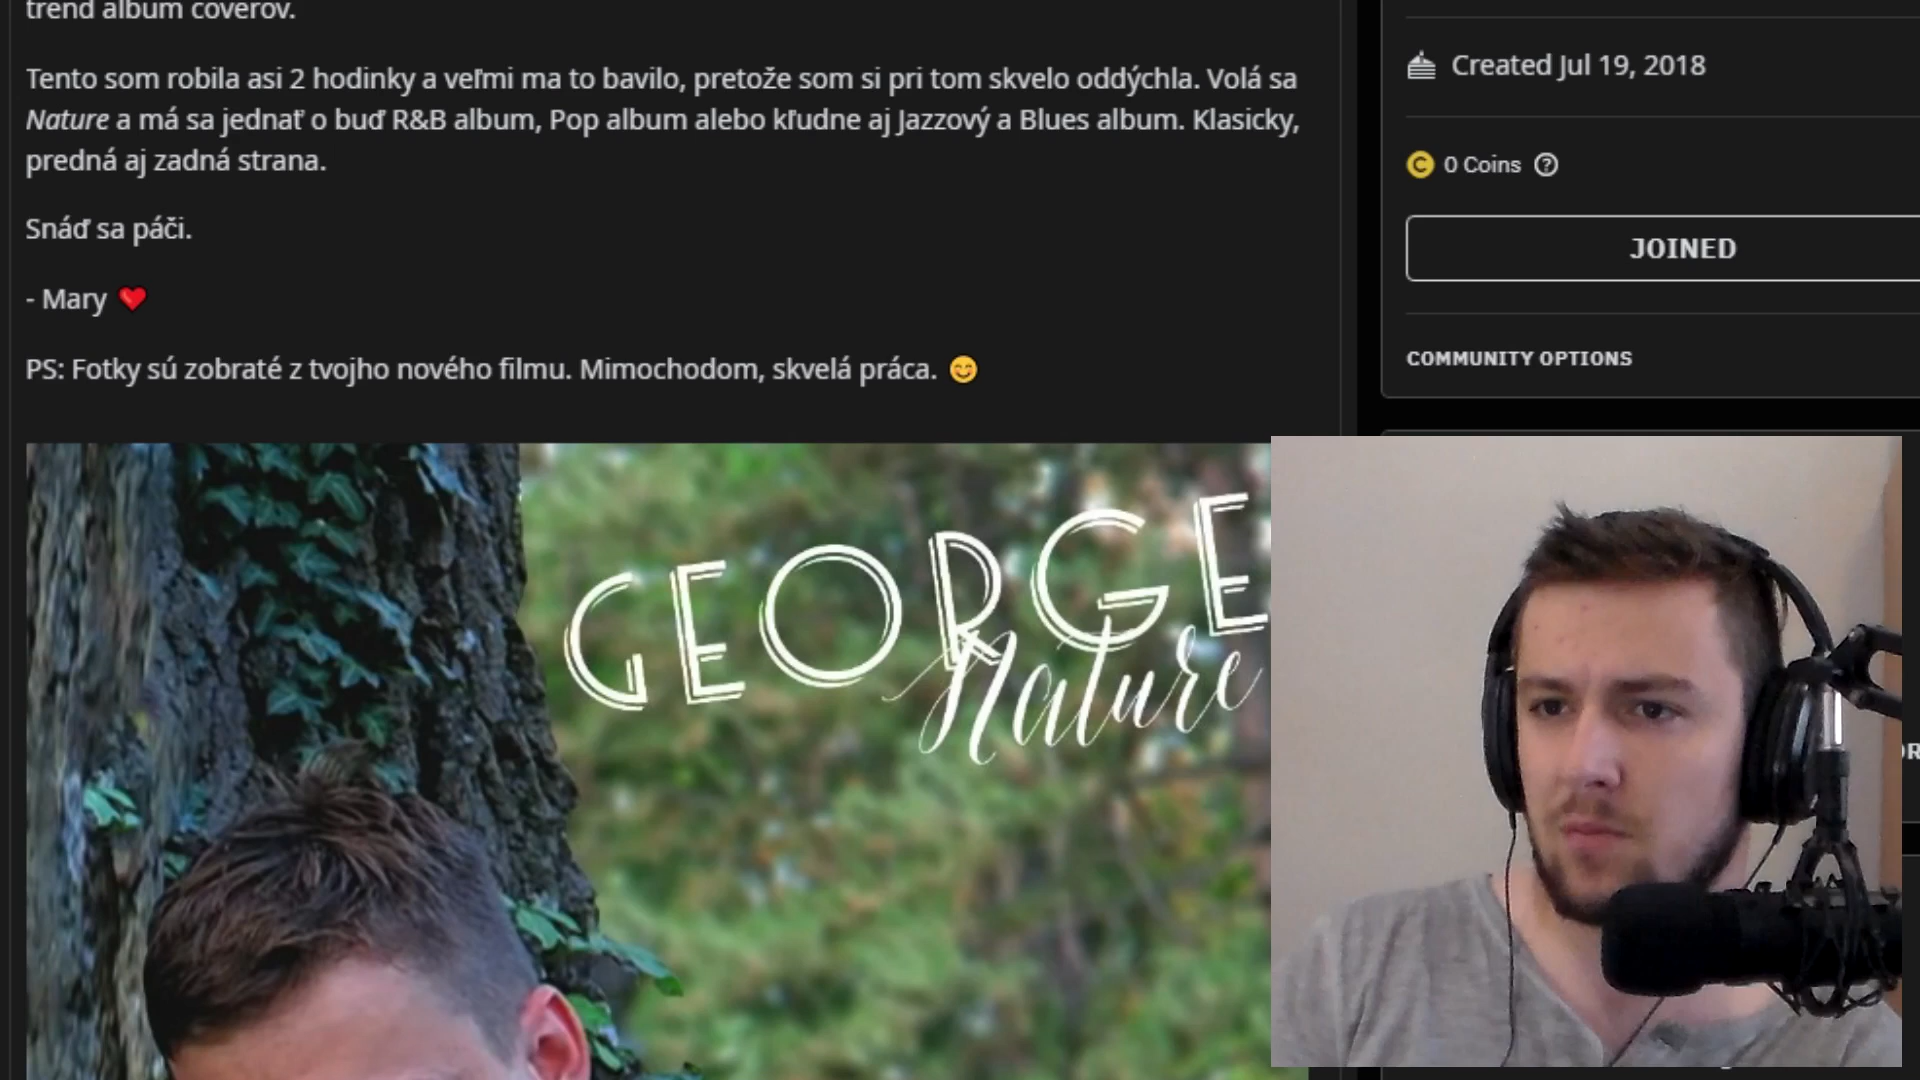 trend album coverov.
Tento som robila asi 2 hodinky a veľmi ma to bavilo, pretože som si pri tom skvelo oddýchla. Volá sa
Nature a má sa jednať o buď R&B album, Pop album alebo kľudne aj Jazzový a Blues album. Klasicky,
predná aj zadná strana.
Snáď sa páči.
- Mary ❤️
PS: Fotky sú zobraté z tvojho nového filmu. Mimochodom, skvelá práca. 😊
GEORGE
Nature
Created Jul 19, 2018
0 Coins
JOINED
COMMUNITY OPTIONS